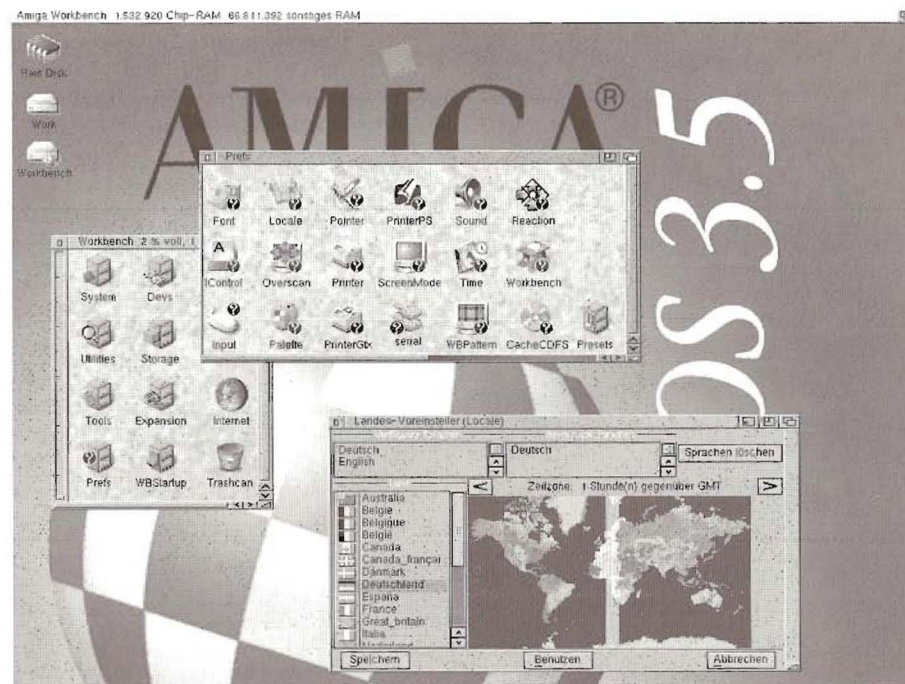 Amiga Workbench 1.532.920 Chip-RAM 66.811.392 sonstiges RAM
Ram Disk
Work
Workbench
AMIGA®
OS 3.5
Prefs
Font Locale Pointer PrinterPS Sound Reaction
IControl Overscan Printer ScreenMode Time Workbench
Input Palette PrinterGfx serial WBPattern CacheCDFS Presets
Workbench 2 % voll, 1
System Devs
Utilities Storage
Tools Expansion Internet
Prefs WBStartup Trashcan
Landes-Voreinsteller (Locale)
Deutsch
English
Deutsch
Sprachen löschen
Zeitzone: 1 Stunde(n) gegenüber GMT
Australia
België
Belgique
Belgie
Canada
Canada_françai
Danmark
Deutschland
España
France
Great_britain
Italia
Speichern Benutzen Abbrechen